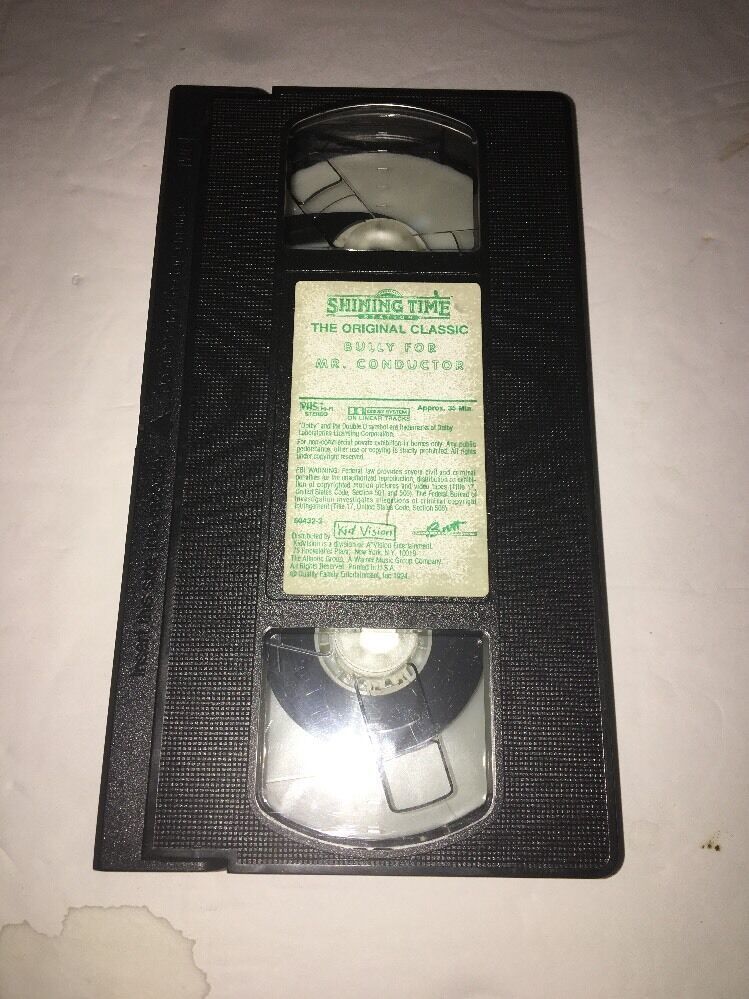 SHINING TIME
STATION
THE ORIGINAL CLASSIC
BULLY FOR
MR. CONDUCTOR
VHS HI-FI
STEREO
DOLBY SYSTEM
ON LINEAR TRACKS
Approx. 35 Min.
"Dolby" and the Double D symbol are trademarks of Dolby
Laboratories Licensing Corporation.
For non-commercial private exhibition in homes only. Any public
performance, other use or copying is strictly prohibited. All rights
under copyright reserved.
FBI WARNING: Federal law provides severe civil and criminal
penalties for the unauthorized reproduction, distribution or exhibi-
tion of copyrighted motion pictures and video tapes (Title 17,
United States Code, Section 501 and 506). The Federal Bureau of
Investigation investigates allegations of criminal copyright
infringement (Title 17, United States Code, Section 506).
50432-3
Kid Vision
Britt
Distributed by
KidVision is a division of A*Vision Entertainment,
75 Rockefeller Plaza, New York, N.Y. 10019
The Atlantic Group, A Warner Music Group Company.
All Rights Reserved. Printed in U.S.A.
© Quality Family Entertainment, Inc 1994